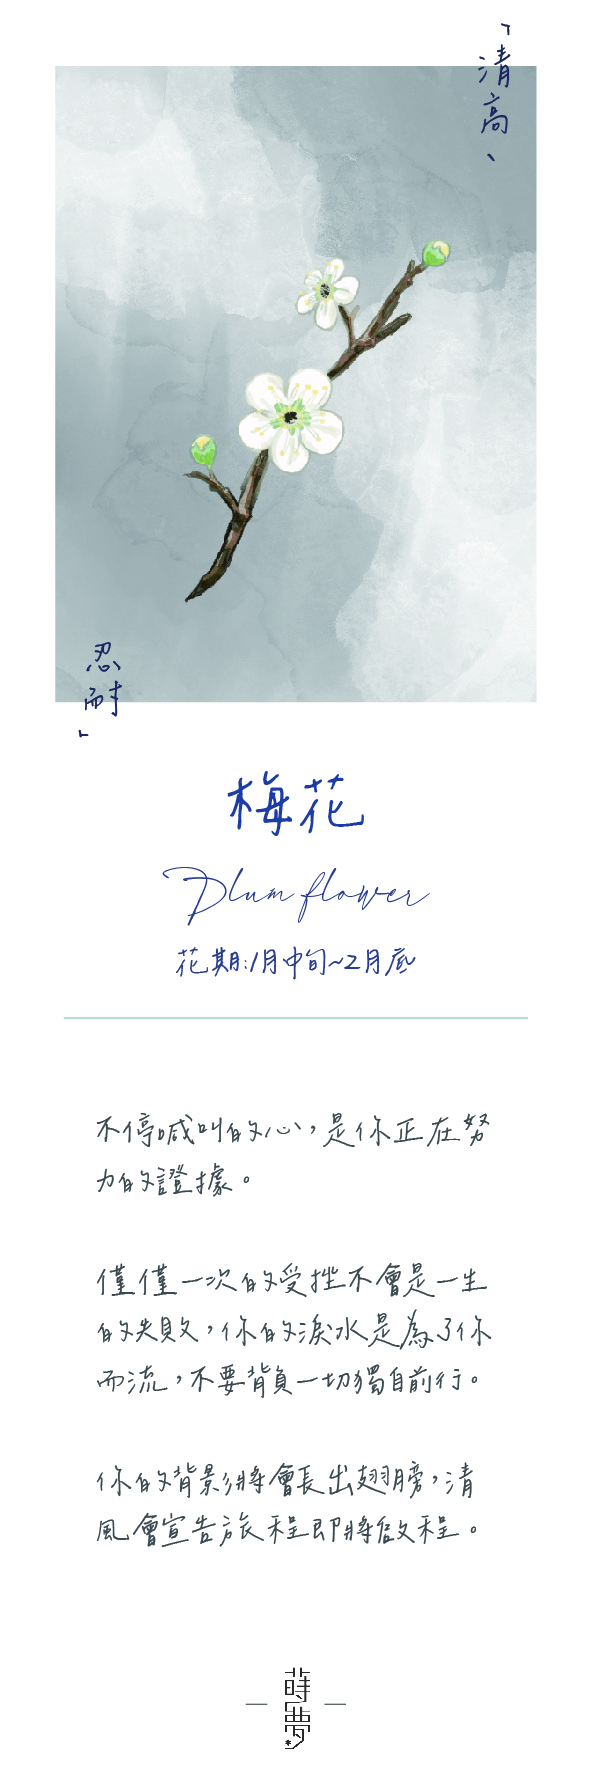 「清高、
忍耐」
梅花
Plum flower
花期:1月中旬~2月底
不停喊叫的心，是你正在努
力的證據。
僅僅一次的受挫不會是一生
的失敗，你的淚水是為了你
而流，不要背負一切獨自前行。
你的背影將會長出翅膀，清
風會宣告旅程即將啟程。
蒔夢